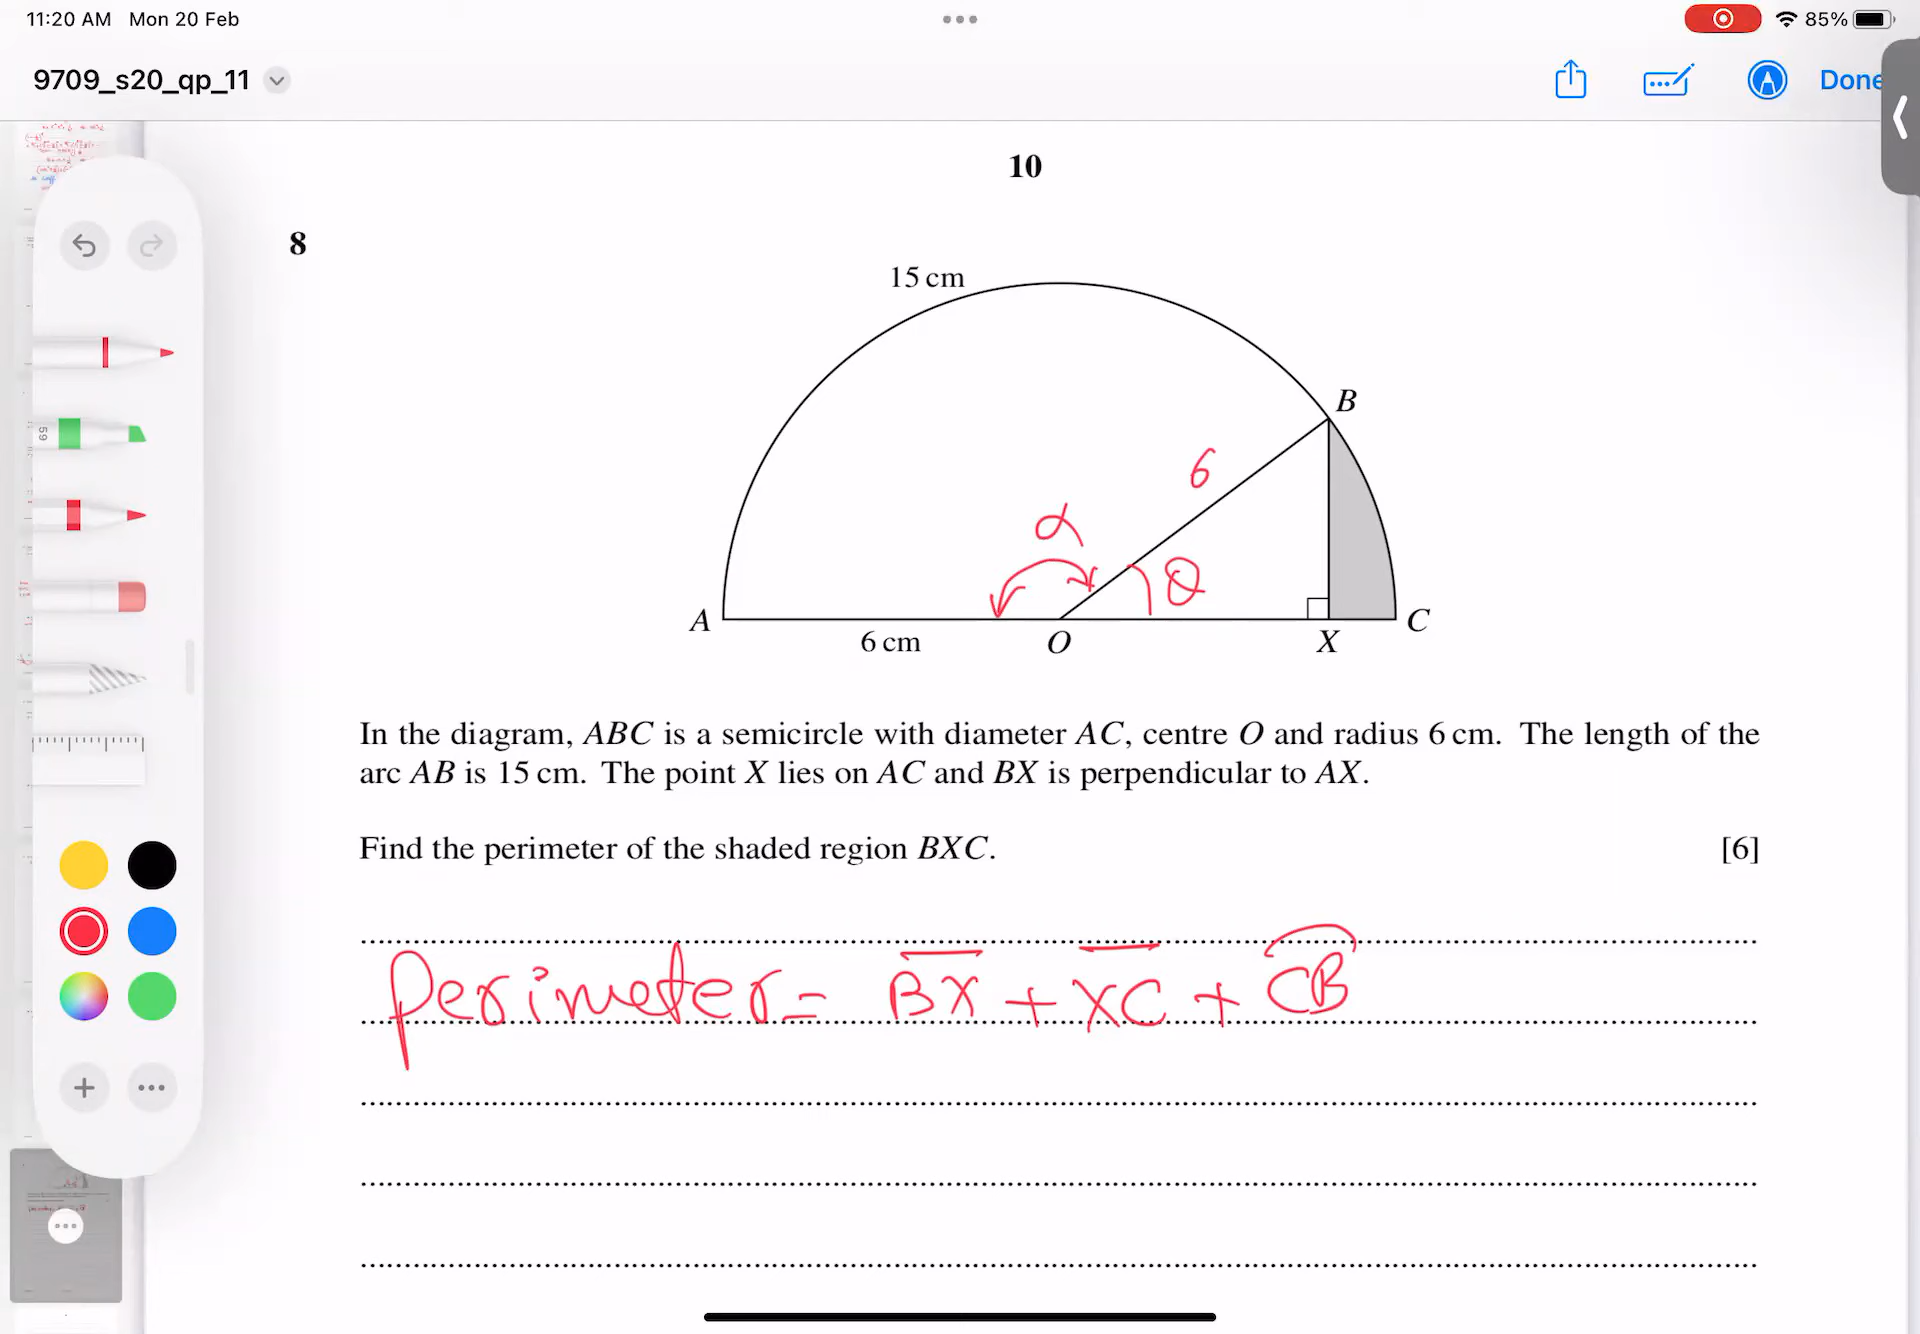 11:20 AM Mon 20 Feb
85%
9709_s20_qp_11
Done
10
8
15 cm
B
6
α
θ
A
6 cm
O
X
C
In the diagram, ABC is a semicircle with diameter AC, centre O and radius 6 cm. The length of the
arc AB is 15 cm. The point X lies on AC and BX is perpendicular to AX.
Find the perimeter of the shaded region BXC. [6]
Perimeter = BX + XC + CB
59